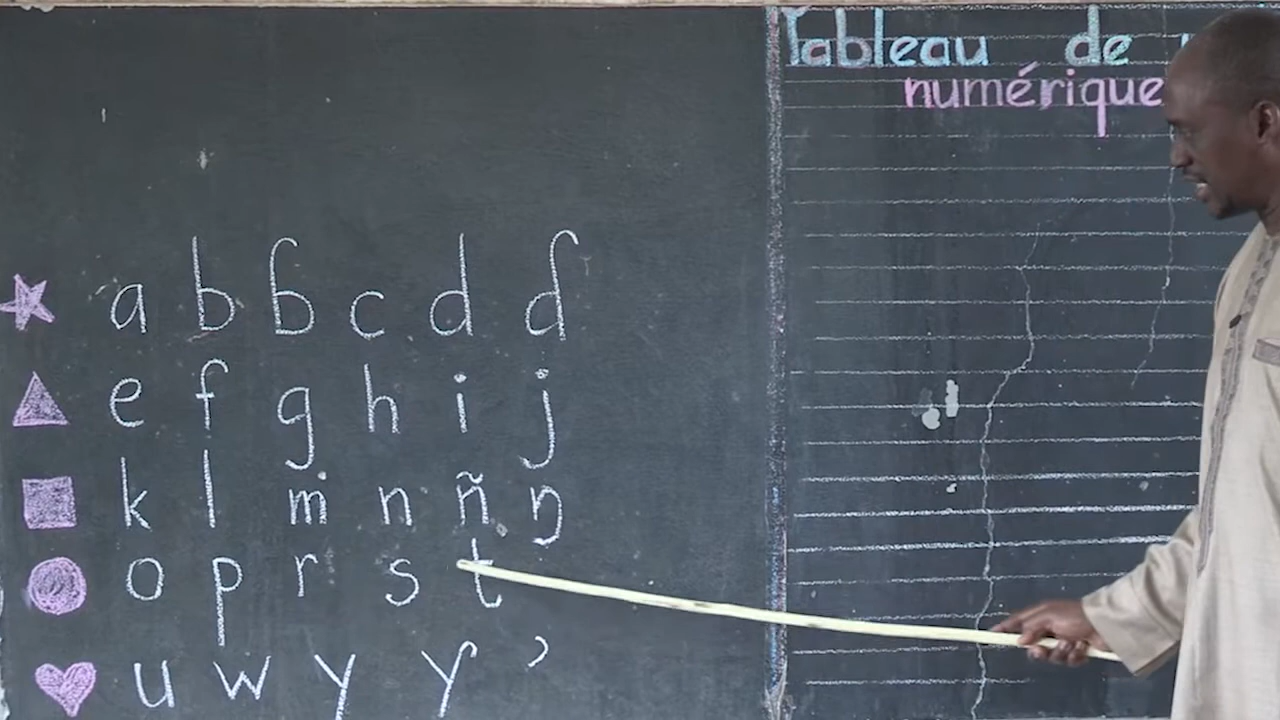 Tableau de
numérique
a b ɓ c d ɗ
e f g h i j
k l m n ñ ŋ
o p r s t
u w y ƴ ʼ